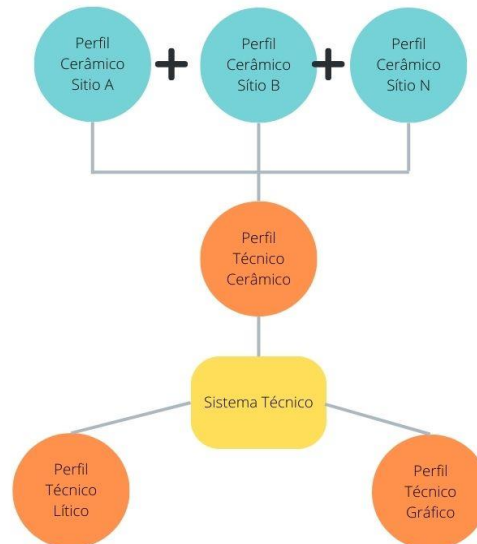 Perfil
Cerâmico
Sitio A
+
Perfil
Cerâmico
Sítio B
+
Perfil
Cerâmico
Sítio N
Perfil
Técnico
Cerâmico
Sistema Técnico
Perfil
Técnico
Lítico
Perfil
Técnico
Gráfico